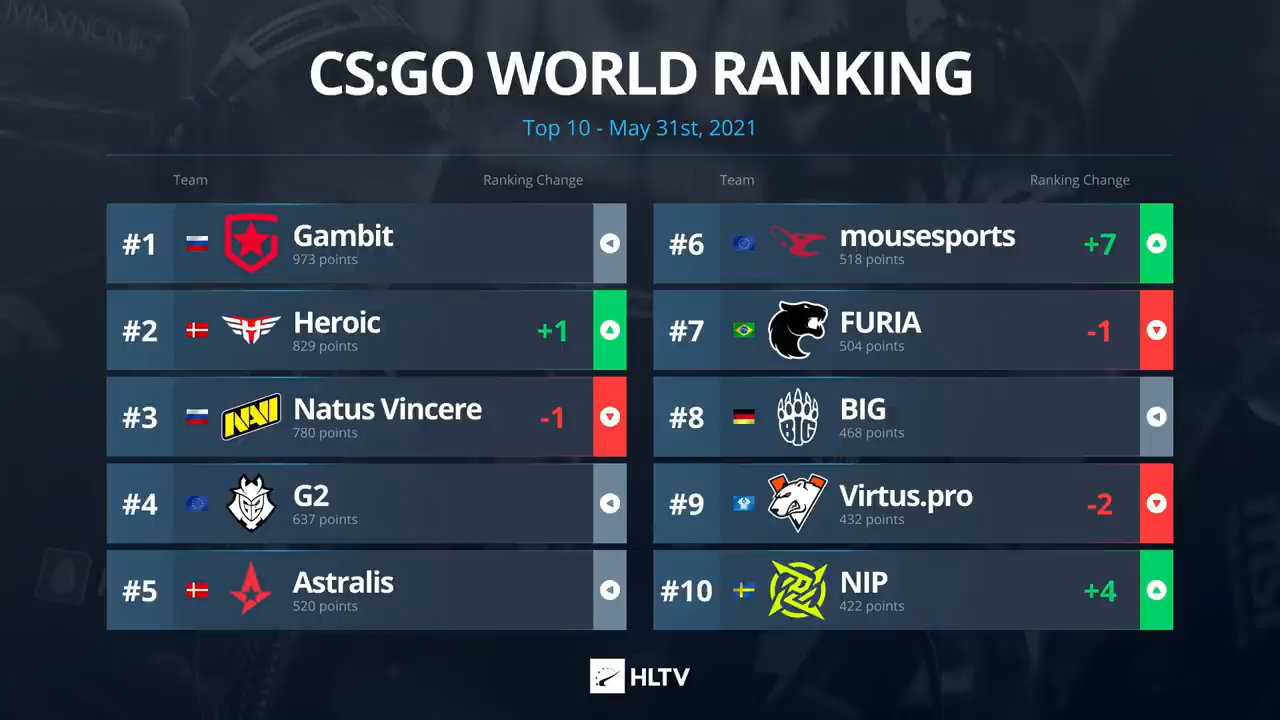 MAXNOMIC
CS:GO WORLD RANKING
Top 10 - May 31st, 2021
Team Ranking Change
#1 Gambit
973 points
#2 Heroic +1
829 points
#3 NAVI Natus Vincere -1
780 points
#4 G2
637 points
#5 Astralis
520 points
Team Ranking Change
#6 mousesports +7
518 points
#7 FURIA -1
504 points
#8 BIG BIG
468 points
#9 Virtus.pro -2
432 points
#10 NIP +4
422 points
HLTV